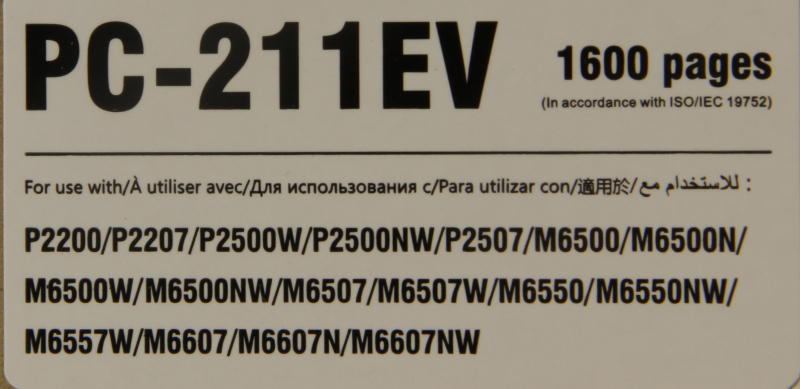 PC-211EV
1600 pages
(In accordance with ISO/IEC 19752)
For use with/À utiliser avec/Для использования с/Para utilizar con/適用於/للاستخدام مع :
P2200/P2207/P2500W/P2500NW/P2507/M6500/M6500N/
M6500W/M6500NW/M6507/M6507W/M6550/M6550NW/
M6557W/M6607/M6607N/M6607NW